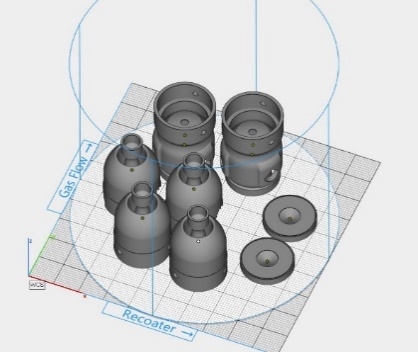 Gas Flow →
WCS
Recoater →